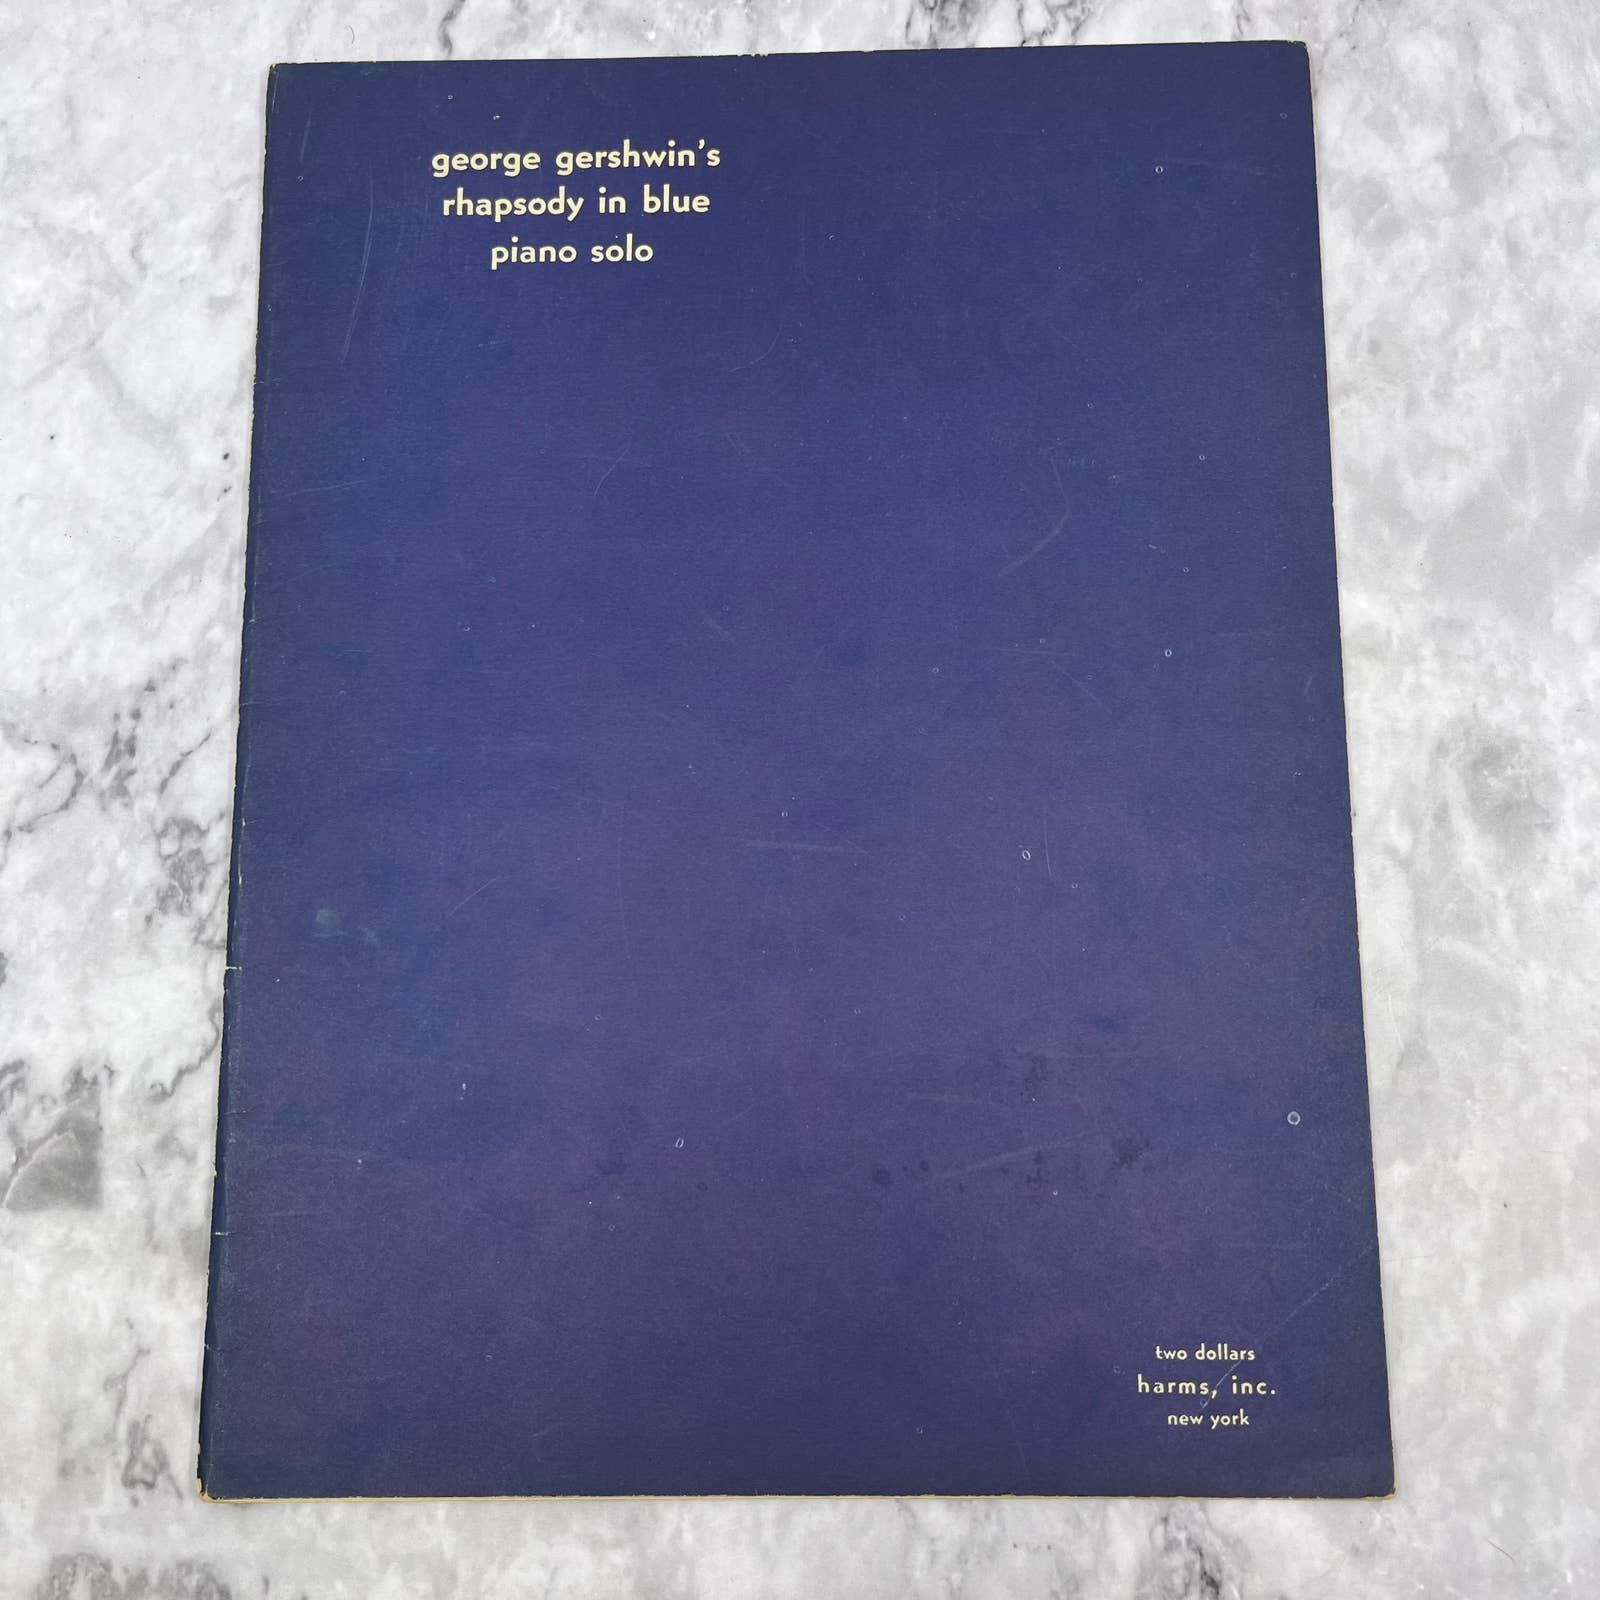 george gershwin's
rhapsody in blue
piano solo
two dollars
harms, inc.
new york